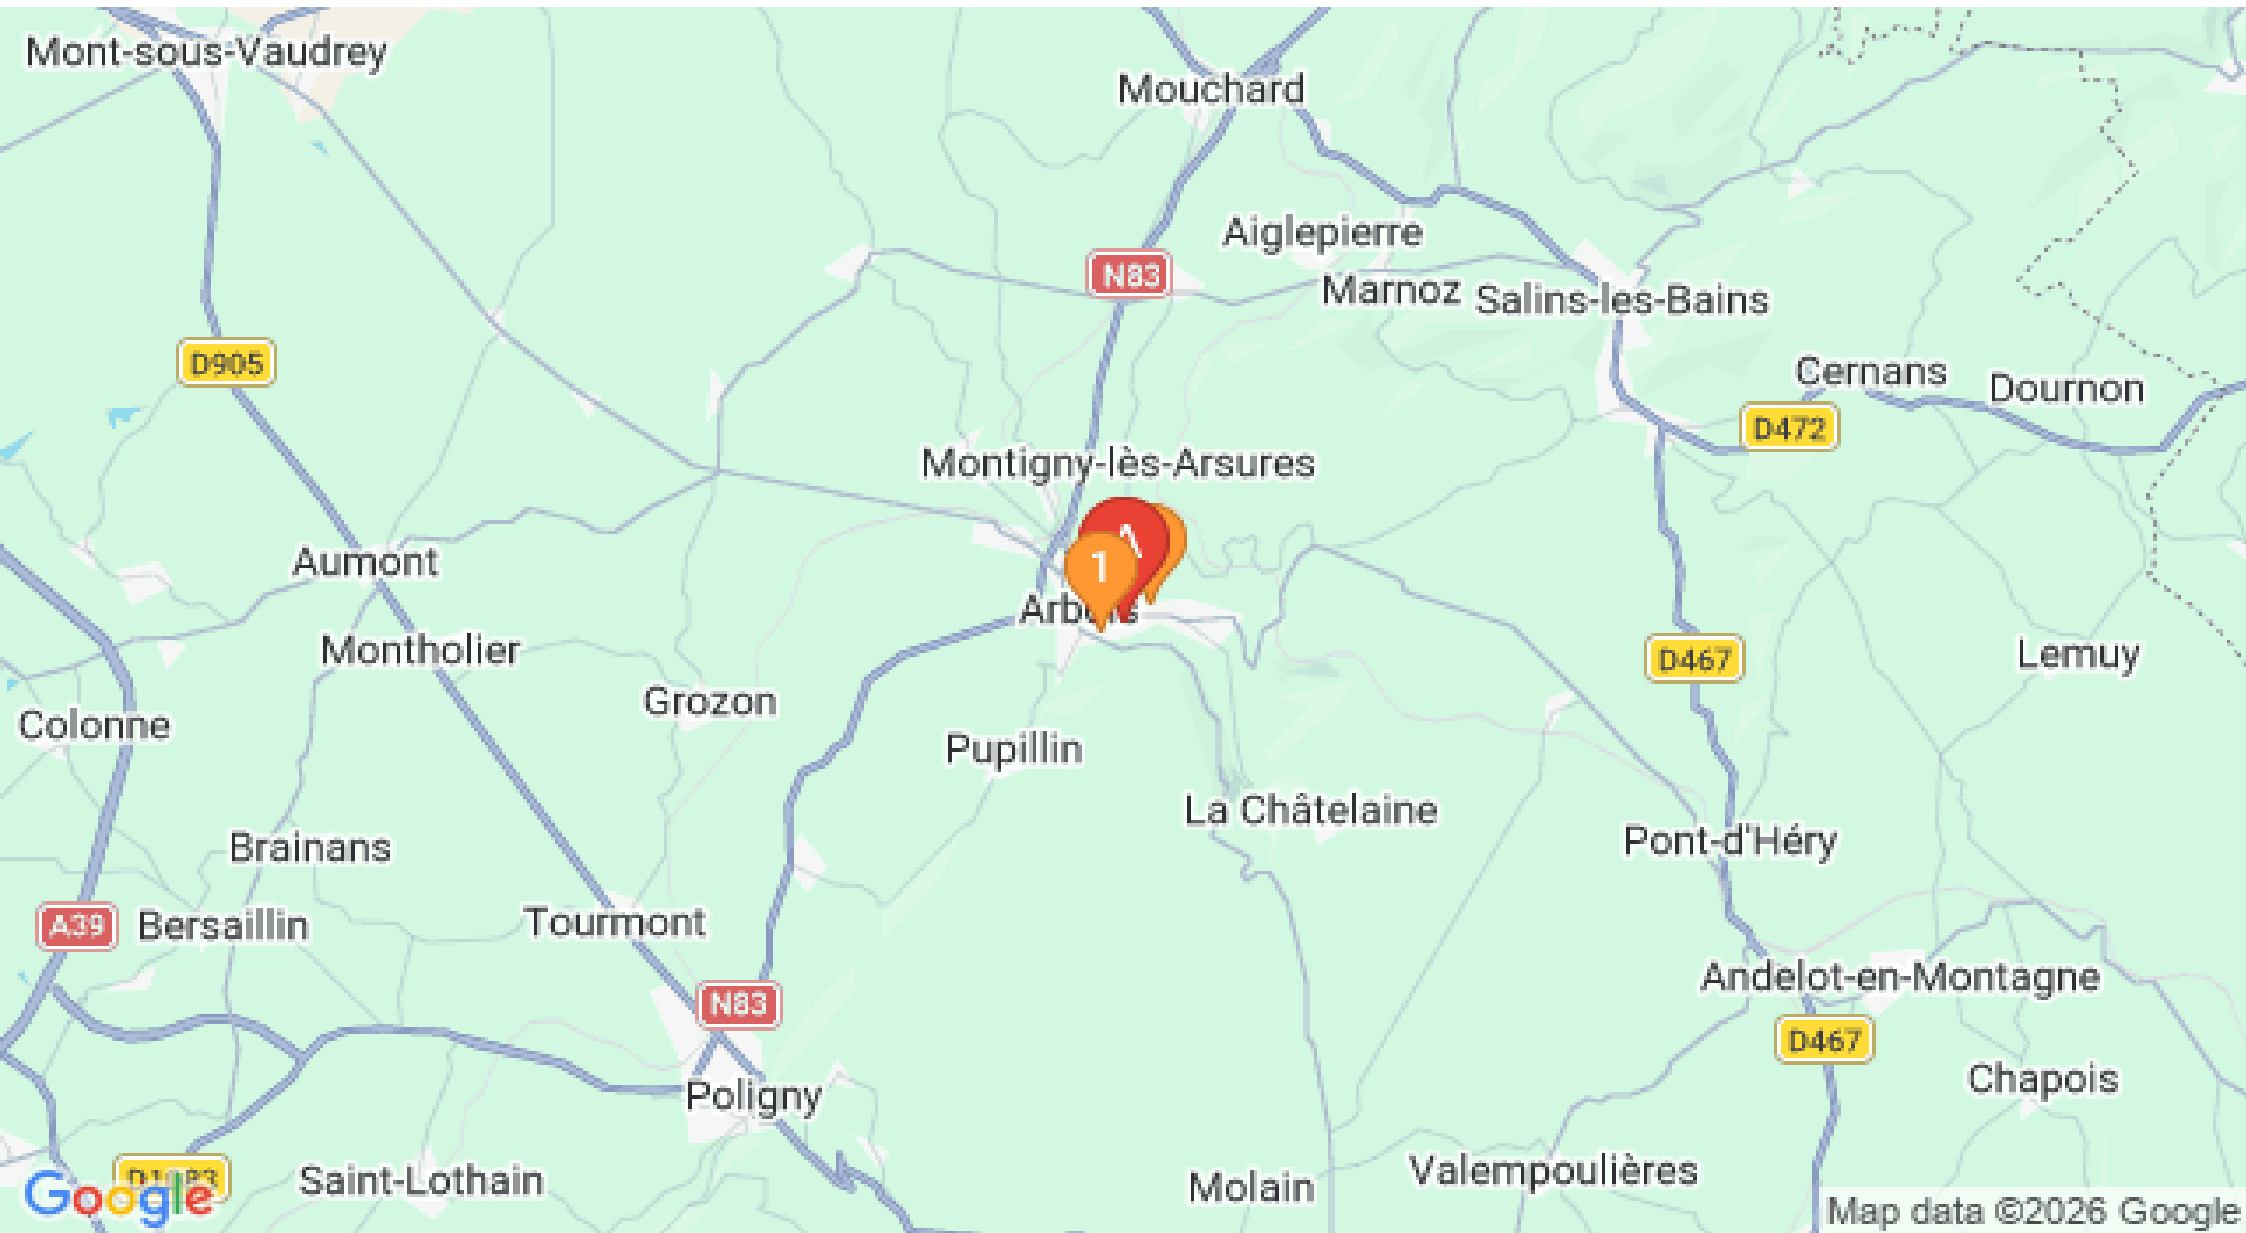 Mont-sous-Vaudrey
Mouchard
Aiglepierre
N83
Marnoz
Salins-les-Bains
D905
Cernans
Dournon
D472
Montigny-lès-Arsures
1
Aumont
Arbois
Montholier
D467
Lemuy
Grozon
Colonne
Pupillin
La Châtelaine
Pont-d'Héry
Brainans
A39
Bersaillin
Tourmont
Andelot-en-Montagne
N83
D467
Chapois
Poligny
Saint-Lothain
Molain
Valempoulières
Google
Map data ©2026 Google